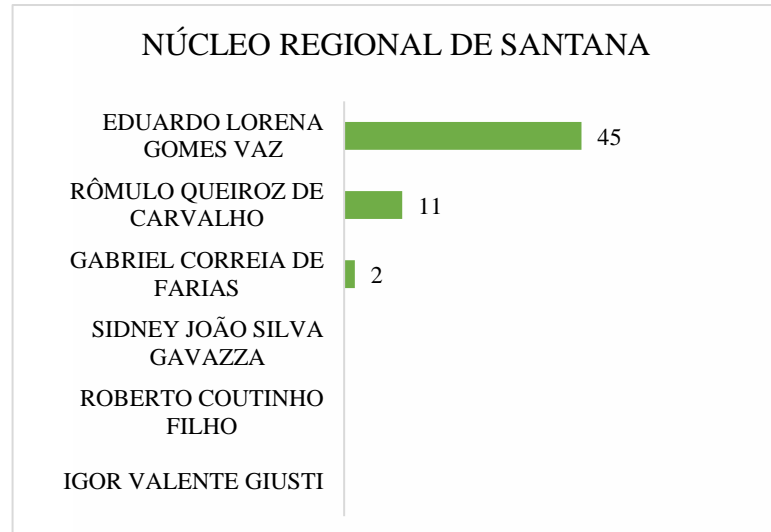 NÚCLEO REGIONAL DE SANTANA
EDUARDO LORENA
GOMES VAZ
45
RÔMULO QUEIROZ DE
CARVALHO
11
GABRIEL CORREIA DE
FARIAS
2
SIDNEY JOÃO SILVA
GAVAZZA
ROBERTO COUTINHO
FILHO
IGOR VALENTE GIUSTI